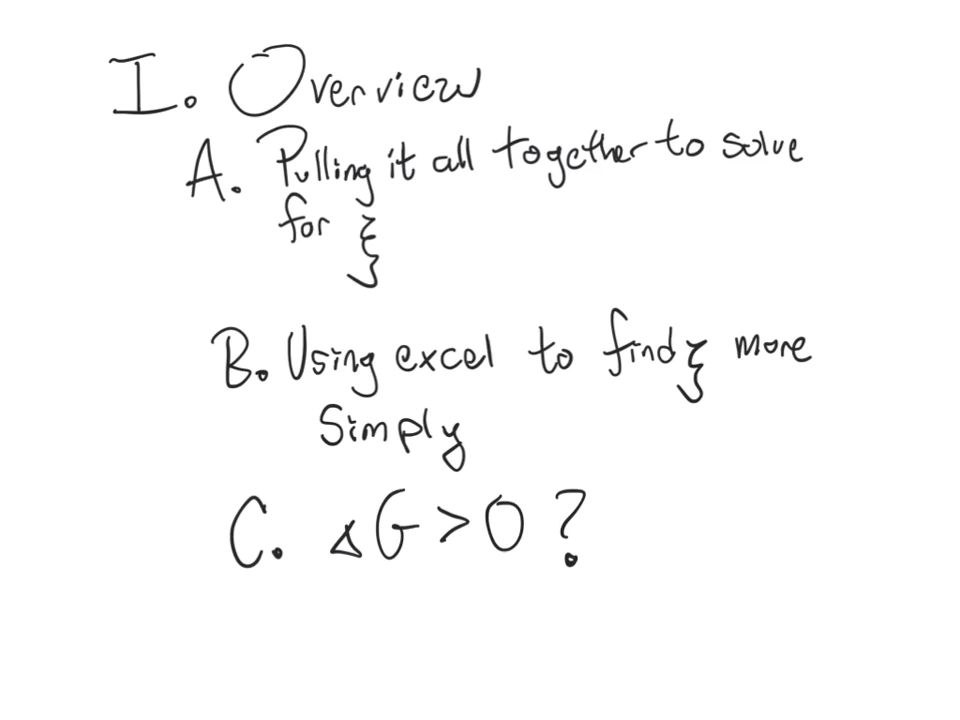 I. Overview
A. Pulling it all together to solve
for ξ
B. Using excel to find ξ more
Simply
C. ΔG > 0 ?